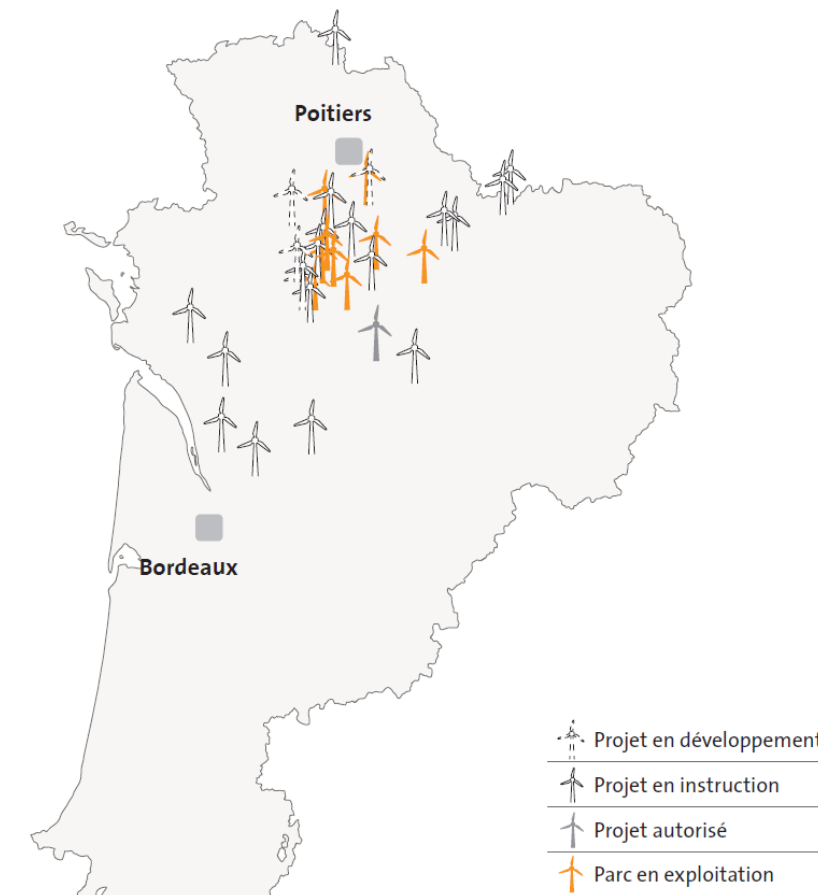 Poitiers
Bordeaux
Projet en développement
Projet en instruction
Projet autorisé
Parc en exploitation